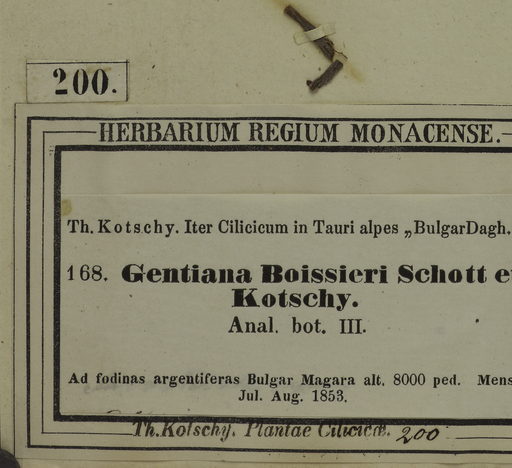 200.
HERBARIUM REGIUM MONACENSE.
Th. Kotschy. Iter Cilicicum in Tauri alpes „BulgarDagh.
168. Gentiana Boissieri Schott et
Kotschy.
Anal. bot. III.
Ad fodinas argentiferas Bulgar Magara alt. 8000 ped. Mens
Jul. Aug. 1853.
Th. Kotschy. Plantae Cilicicæ. 200